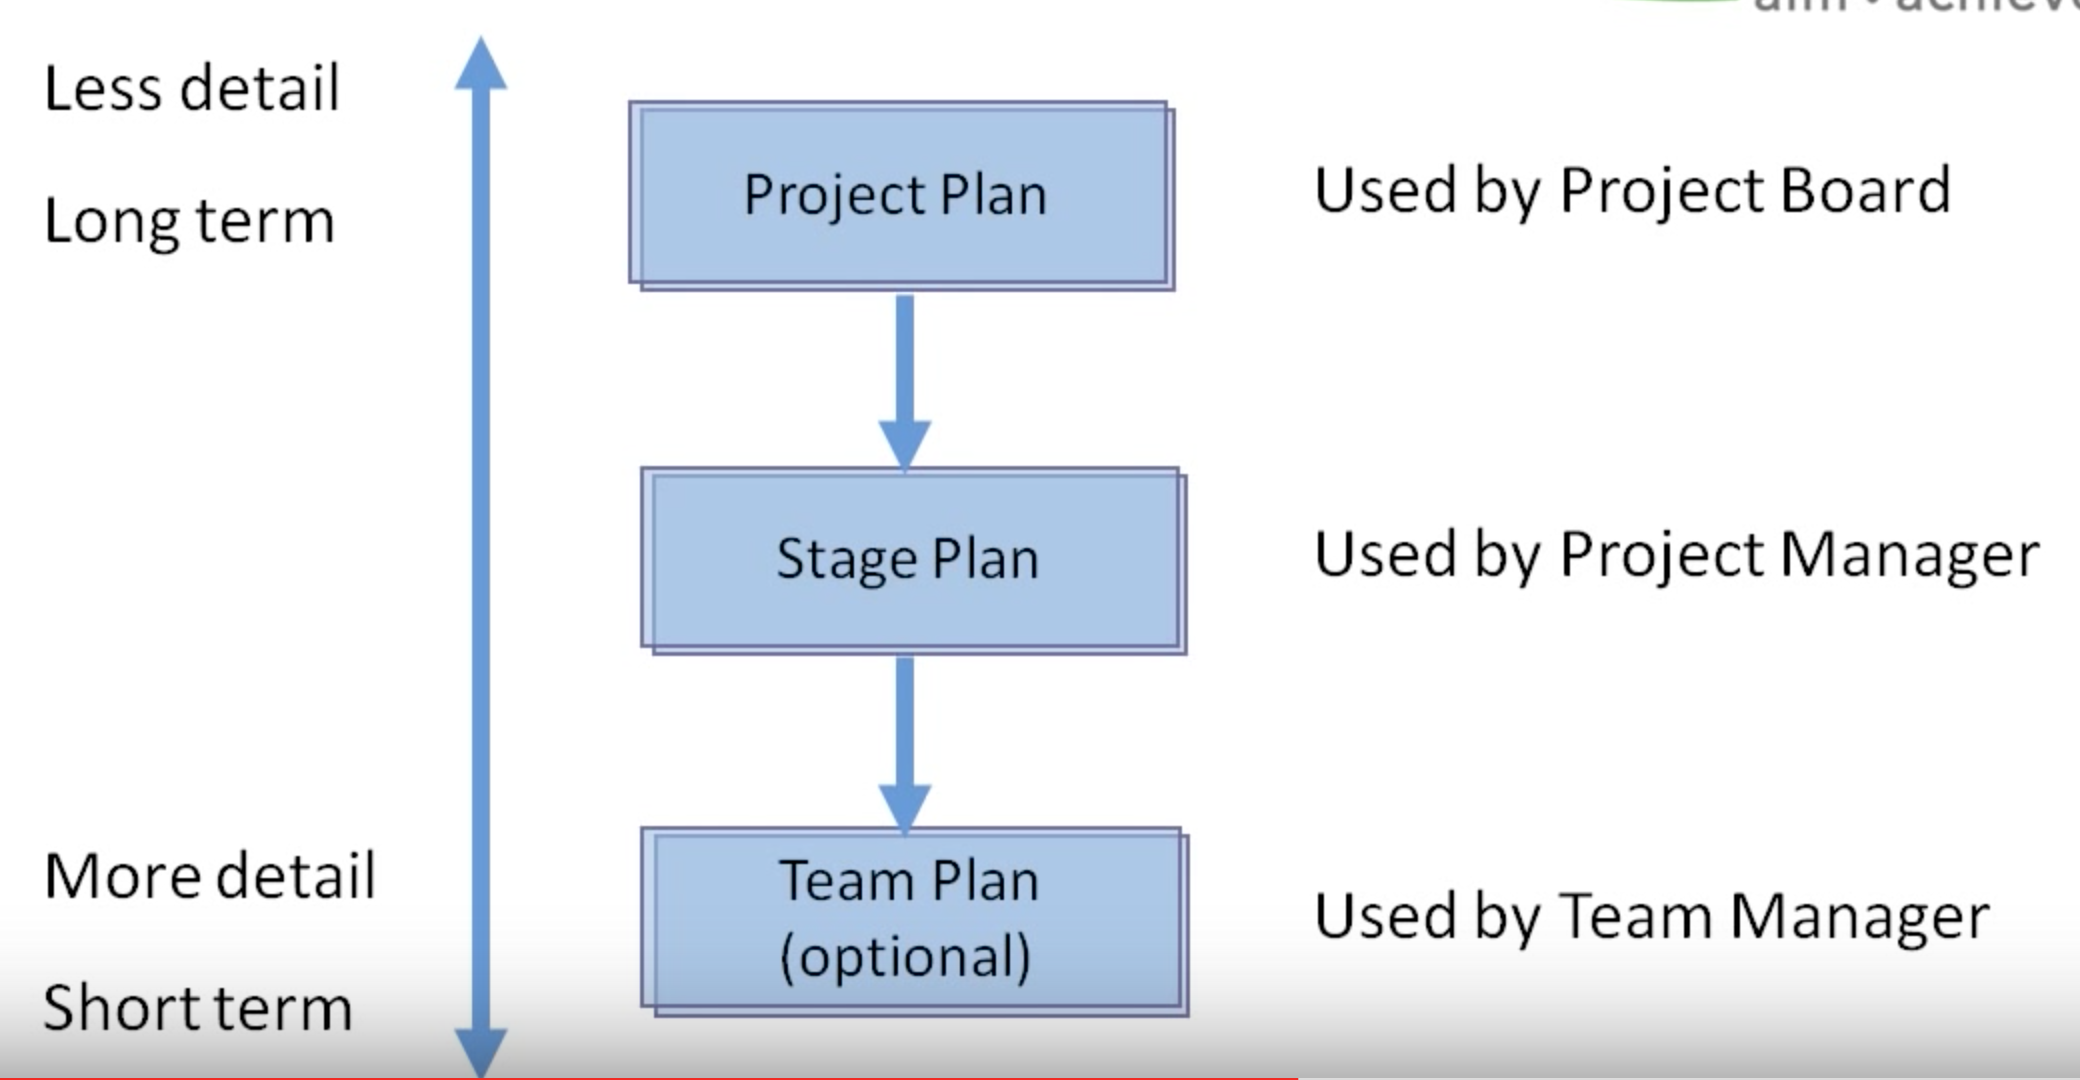 Less detail
Long term
Project Plan
Used by Project Board
Stage Plan
Used by Project Manager
More detail
Short term
Team Plan
(optional)
Used by Team Manager